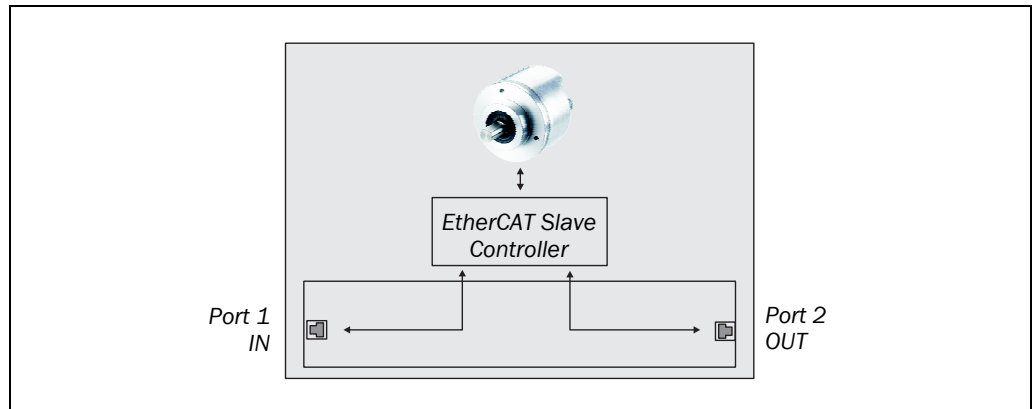 EtherCAT Slave
Controller
Port 1
IN
Port 2
OUT